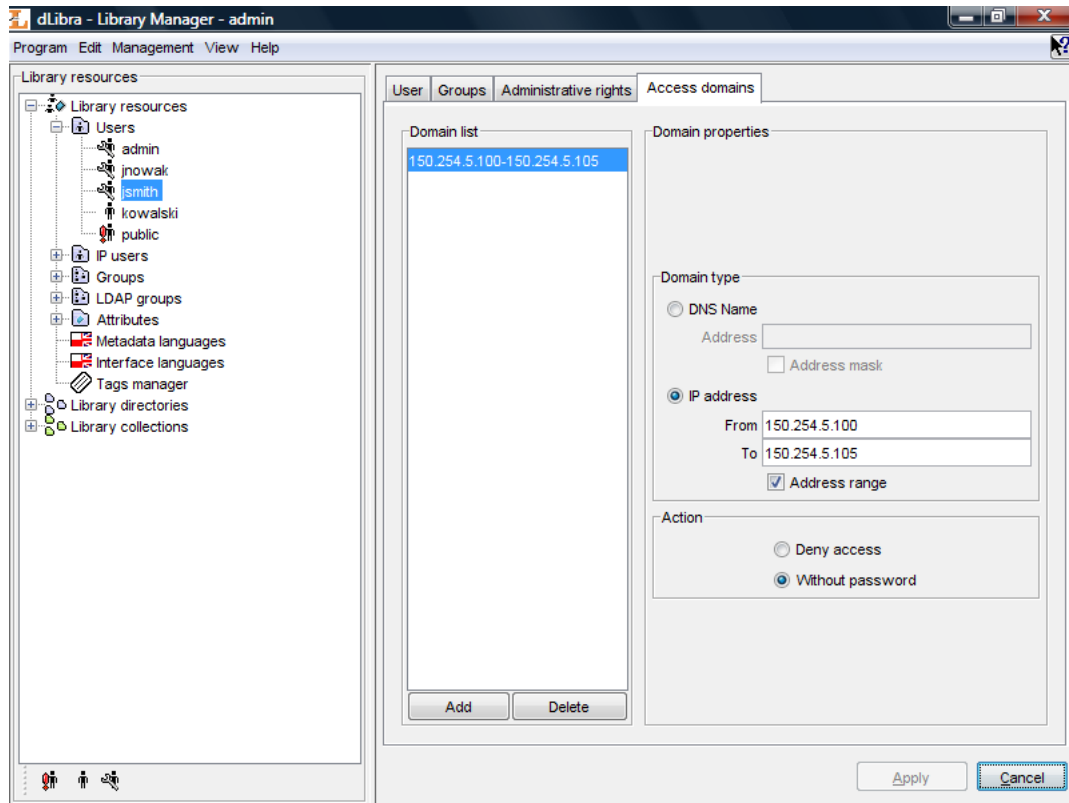 dLibra - Library Manager - admin
Program Edit Management View Help
Library resources
Library resources
Users
admin
jnowak
jsmith
kowalski
public
IP users
Groups
LDAP groups
Attributes
Metadata languages
Interface languages
Tags manager
Library directories
Library collections
User Groups Administrative rights Access domains
Domain list
150.254.5.100-150.254.5.105
Add Delete
Domain properties
Domain type
DNS Name
Address
Address mask
IP address
From 150.254.5.100
To 150.254.5.105
Address range
Action
Deny access
Without password
Apply Cancel